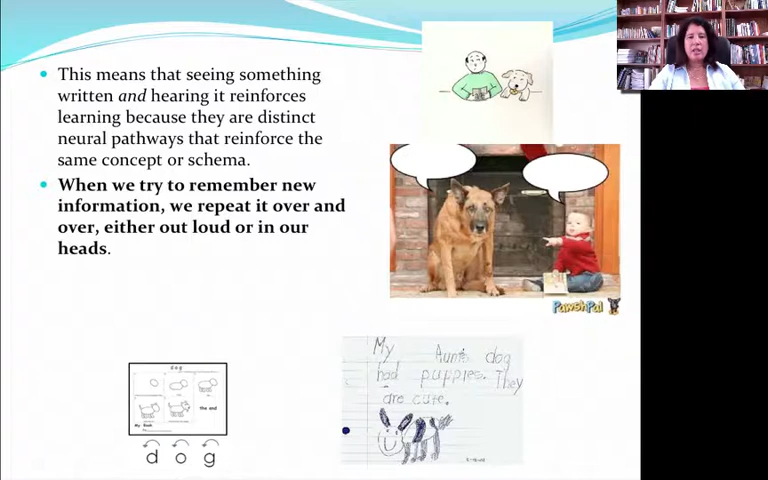 This means that seeing something
written and hearing it reinforces
learning because they are distinct
neural pathways that reinforce the
same concept or schema.
When we try to remember new
information, we repeat it over and
over, either out loud or in our
heads.
PawshPal
dog
The end
My Book
d o g
My Aunt's dog
had puppies. They
are cute.